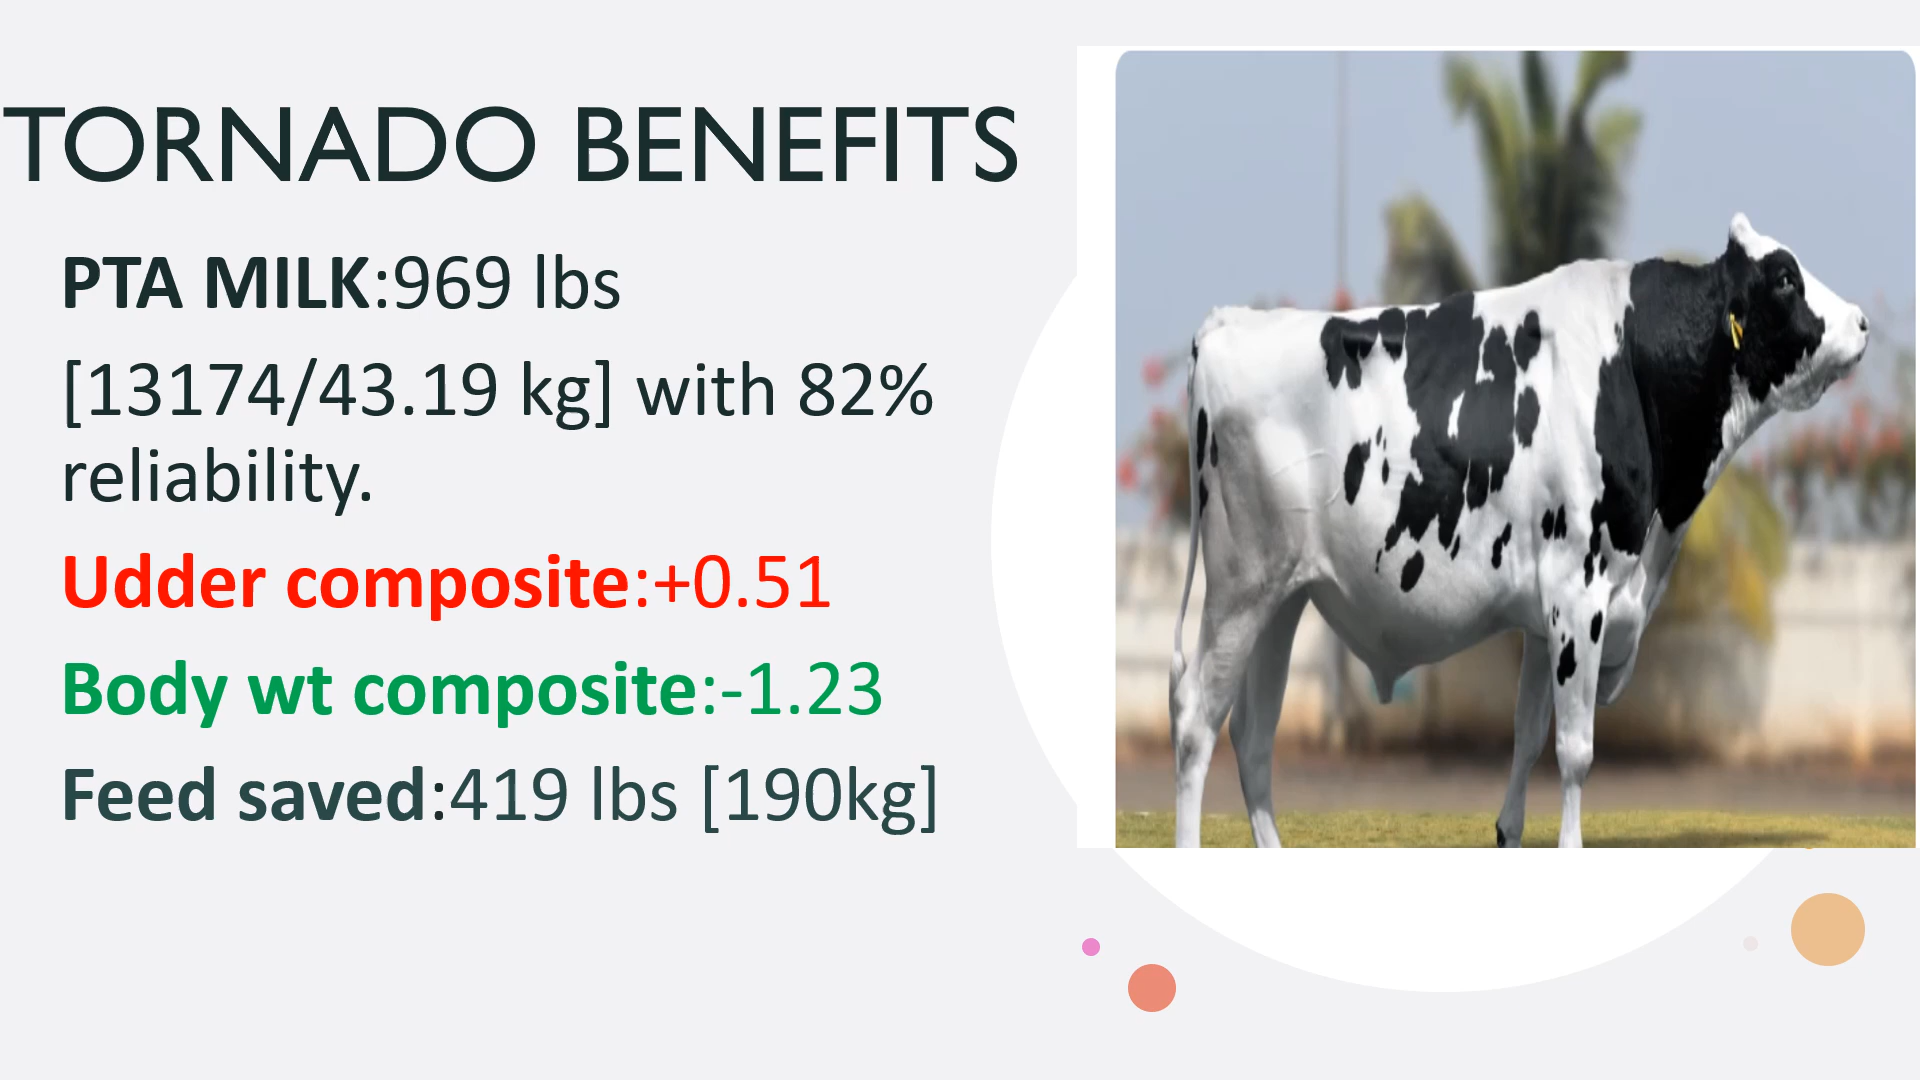 TORNADO BENEFITS
PTA MILK:969 lbs
[13174/43.19 kg] with 82%
reliability.
Udder composite:+0.51
Body wt composite:-1.23
Feed saved:419 lbs [190kg]